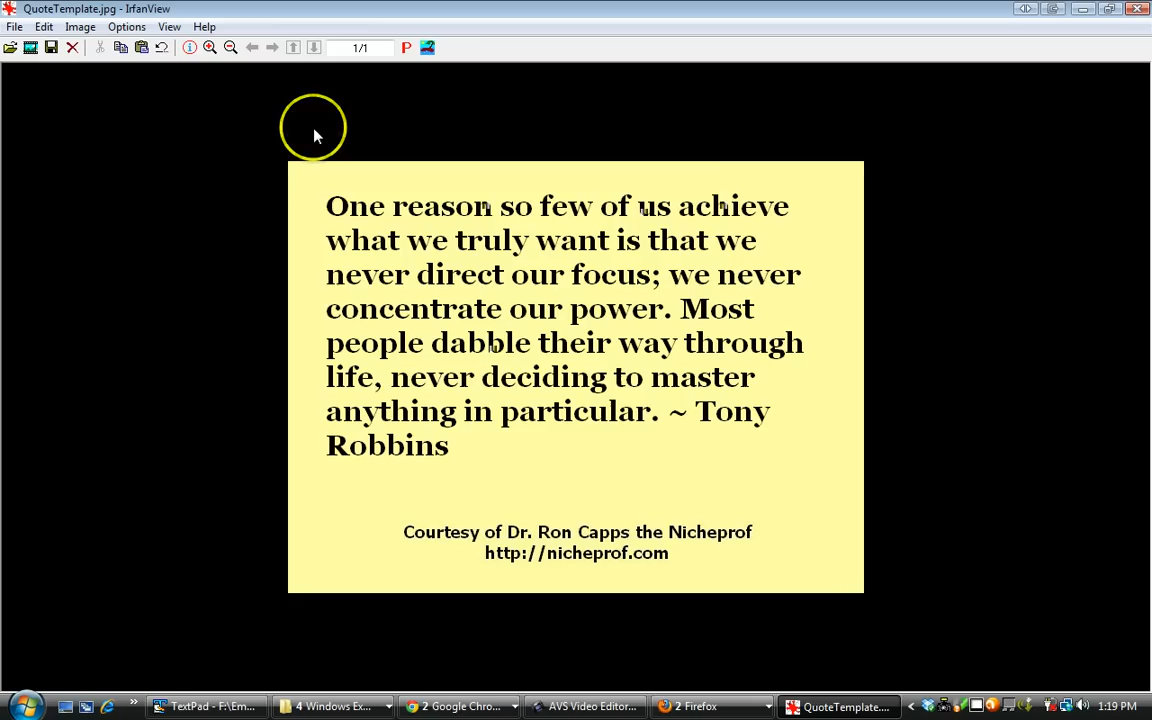 QuoteTemplate.jpg - IrfanView
File Edit Image Options View Help
1/1
One reason so few of us achieve
what we truly want is that we
never direct our focus; we never
concentrate our power. Most
people dabble their way through
life, never deciding to master
anything in particular. ~ Tony
Robbins
Courtesy of Dr. Ron Capps the Nicheprof
http://nicheprof.com
TextPad - F:\Em... 4 Windows Ex... 2 Google Chro... AVS Video Editor... 2 Firefox QuoteTemplate.... 1:19 PM